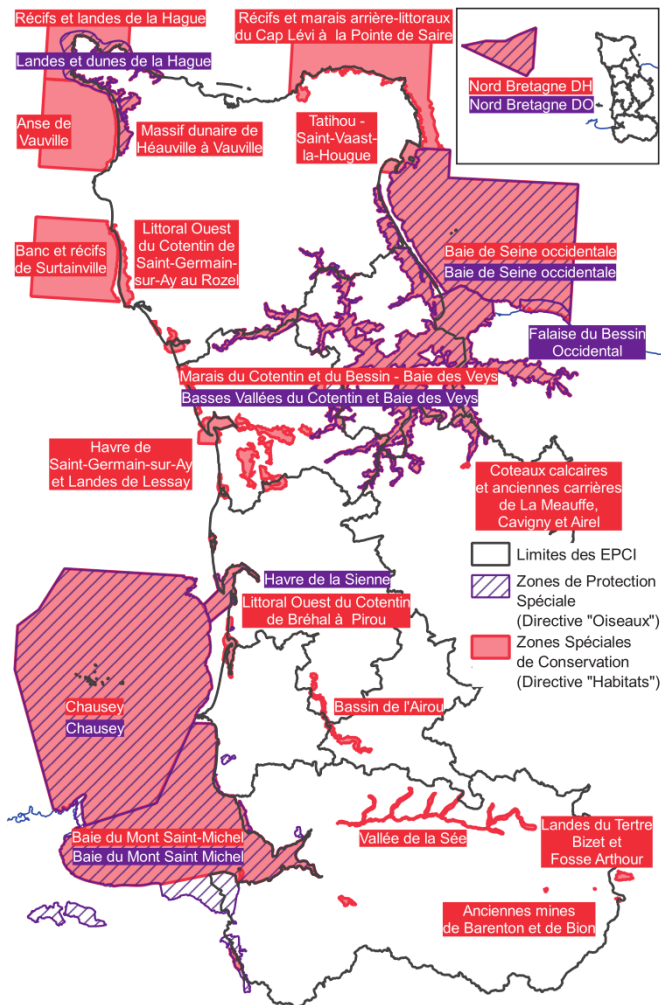 Récifs et landes de la Hague
Landes et dunes de la Hague
Récifs et marais arrière-littoraux
du Cap Lévi à la Pointe de Saire
Nord Bretagne DH
Nord Bretagne DO
Anse de
Vauville
Massif dunaire de
Héauville à Vauville
Tatihou -
Saint-Vaast-
la-Hougue
Banc et récifs
de Surtainville
Littoral Ouest
du Cotentin de
Saint-Germain-
sur-Ay au Rozel
Baie de Seine occidentale
Baie de Seine occidentale
Falaise du Bessin
Occidental
Marais du Cotentin et du Bessin - Baie des Veys
Basses Vallées du Cotentin et Baie des Veys
Havre de
Saint-Germain-sur-Ay
et Landes de Lessay
Coteaux calcaires
et anciennes carrières
de La Meauffe,
Cavigny et Airel
Limites des EPCI
Zones de Protection
Spéciale
(Directive "Oiseaux")
Zones Spéciales
de Conservation
(Directive "Habitats")
Havre de la Sienne
Littoral Ouest du Cotentin
de Bréhal à Pirou
Chausey
Chausey
Bassin de l'Airou
Baie du Mont Saint-Michel
Baie du Mont Saint Michel
Vallée de la Sée
Landes du Tertre
Bizet et
Fosse Arthour
Anciennes mines
de Barenton et de Bion